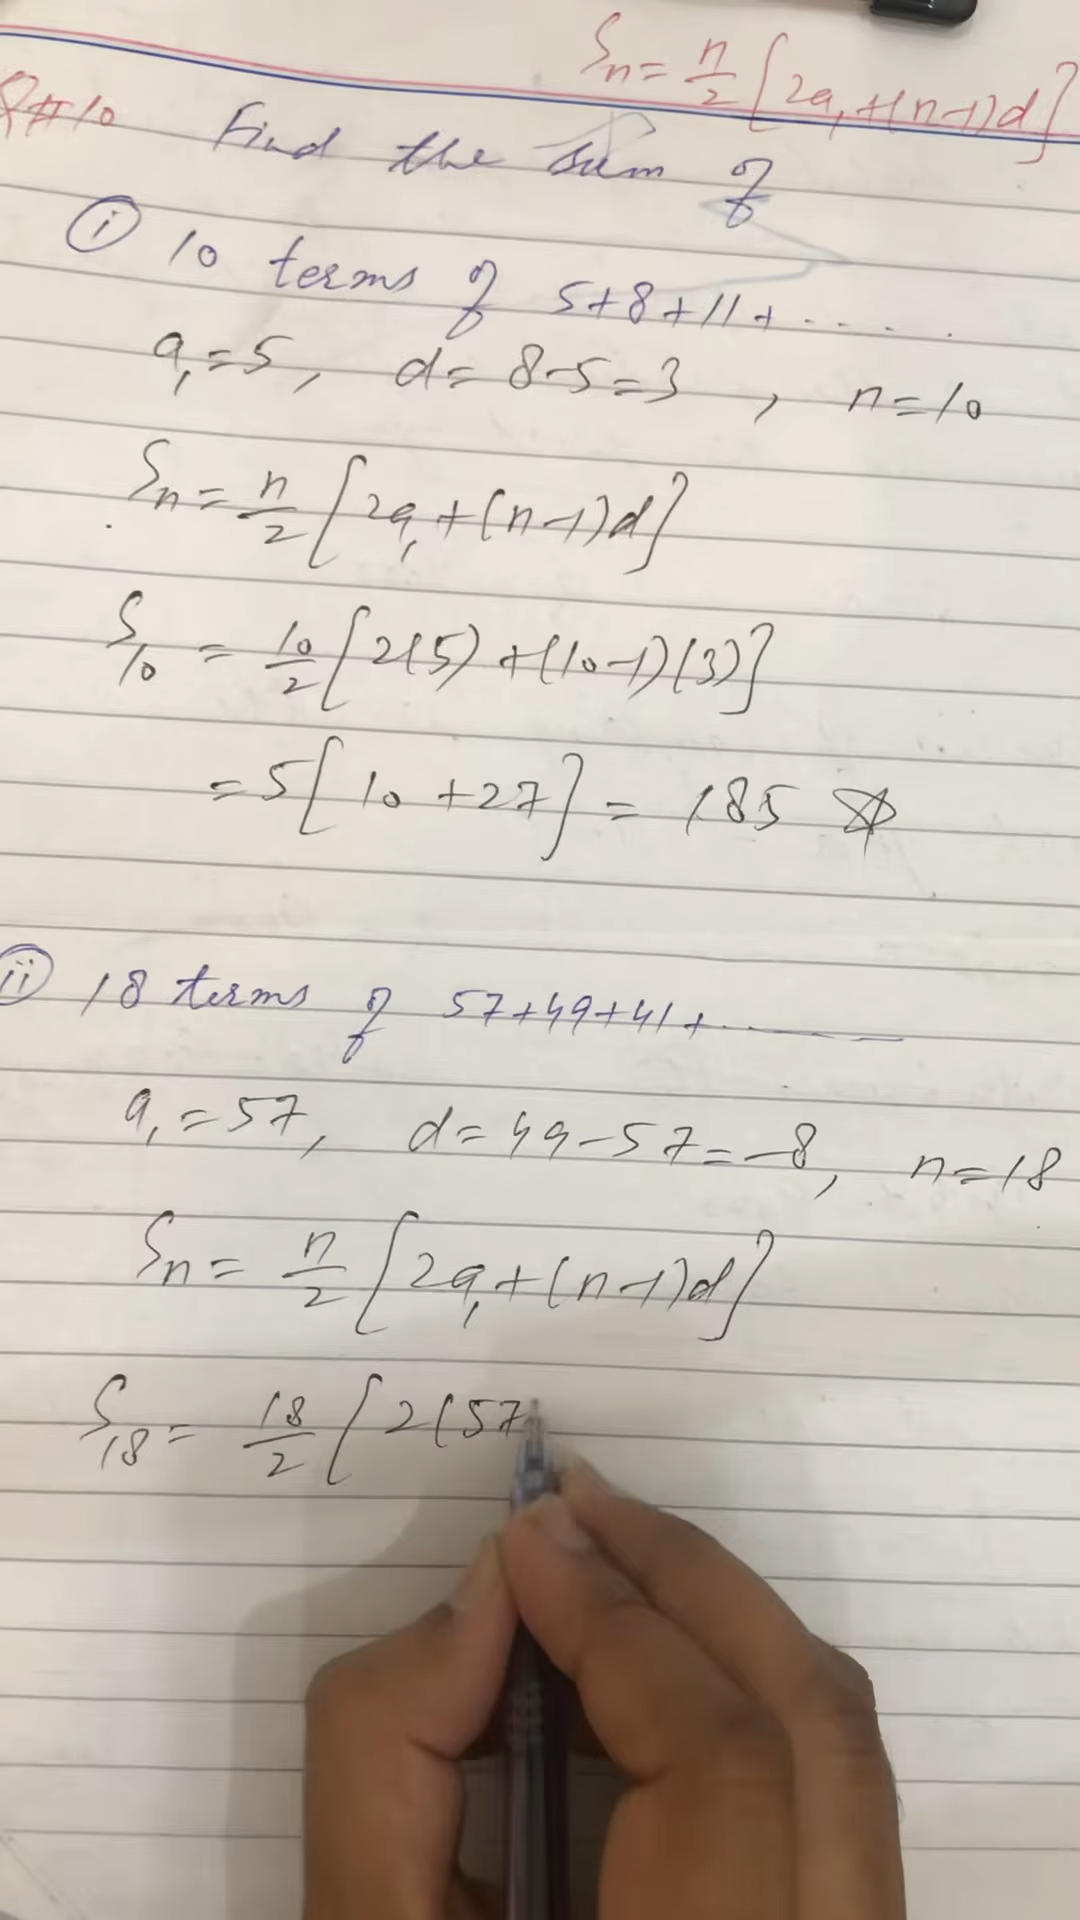 Sn = n/2 [2a₁+(n-1)d]
Q#10 Find the sum of
(i) 10 terms of 5+8+11+......
a₁=5, d=8-5=3, n=10
Sn = n/2 [2a₁+(n-1)d]
S₁₀ = 10/2 [2(5)+(10-1)(3)]
=5[10+27]=185
(ii) 18 terms of 57+49+41+......
a₁=57, d=49-57=-8, n=18
Sn = n/2 [2a₁+(n-1)d]
S₁₈ = 18/2 [2(57